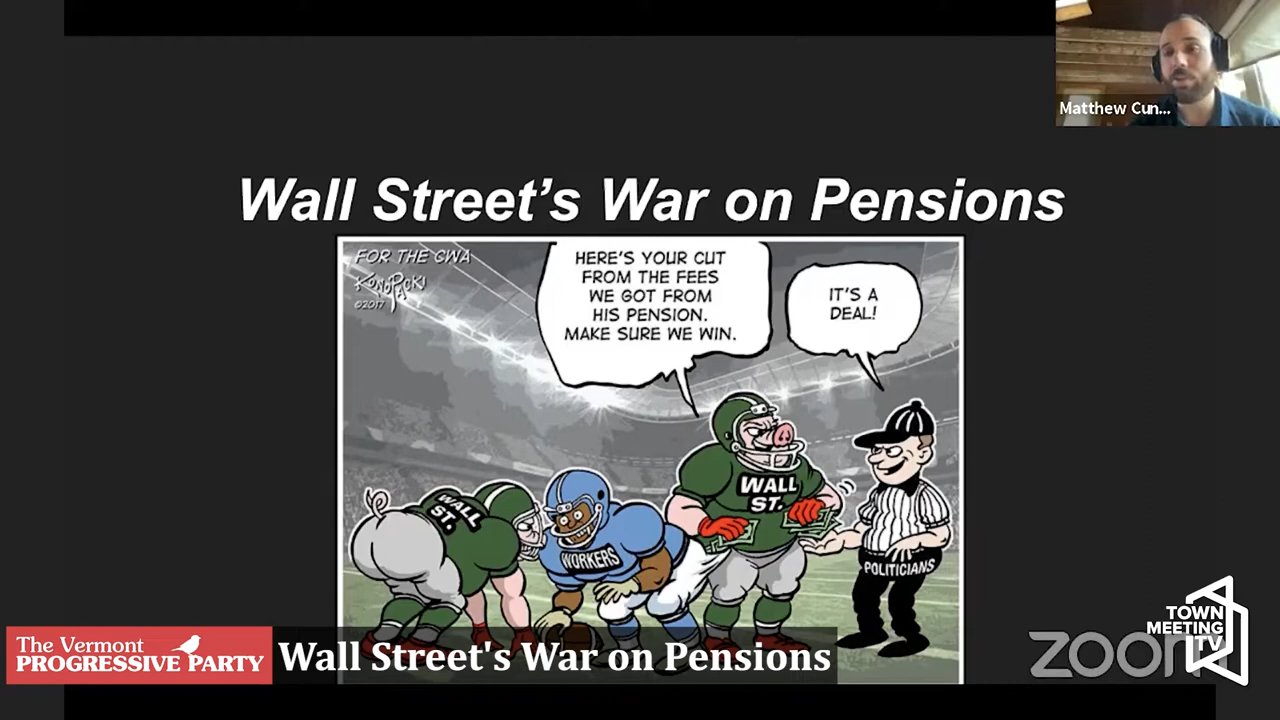 Matthew Cun...
Wall Street's War on Pensions
FOR THE GWA
KONOPACKI
©2017
HERE'S YOUR CUT
FROM THE FEES
WE GOT FROM
HIS PENSION.
MAKE SURE WE WIN.
IT'S A
DEAL!
WALL
ST.
WALL
ST.
WORKERS
POLITICIANS
The Vermont
PROGRESSIVE PARTY
Wall Street's War on Pensions
zoom
TOWN
MEETING
TV